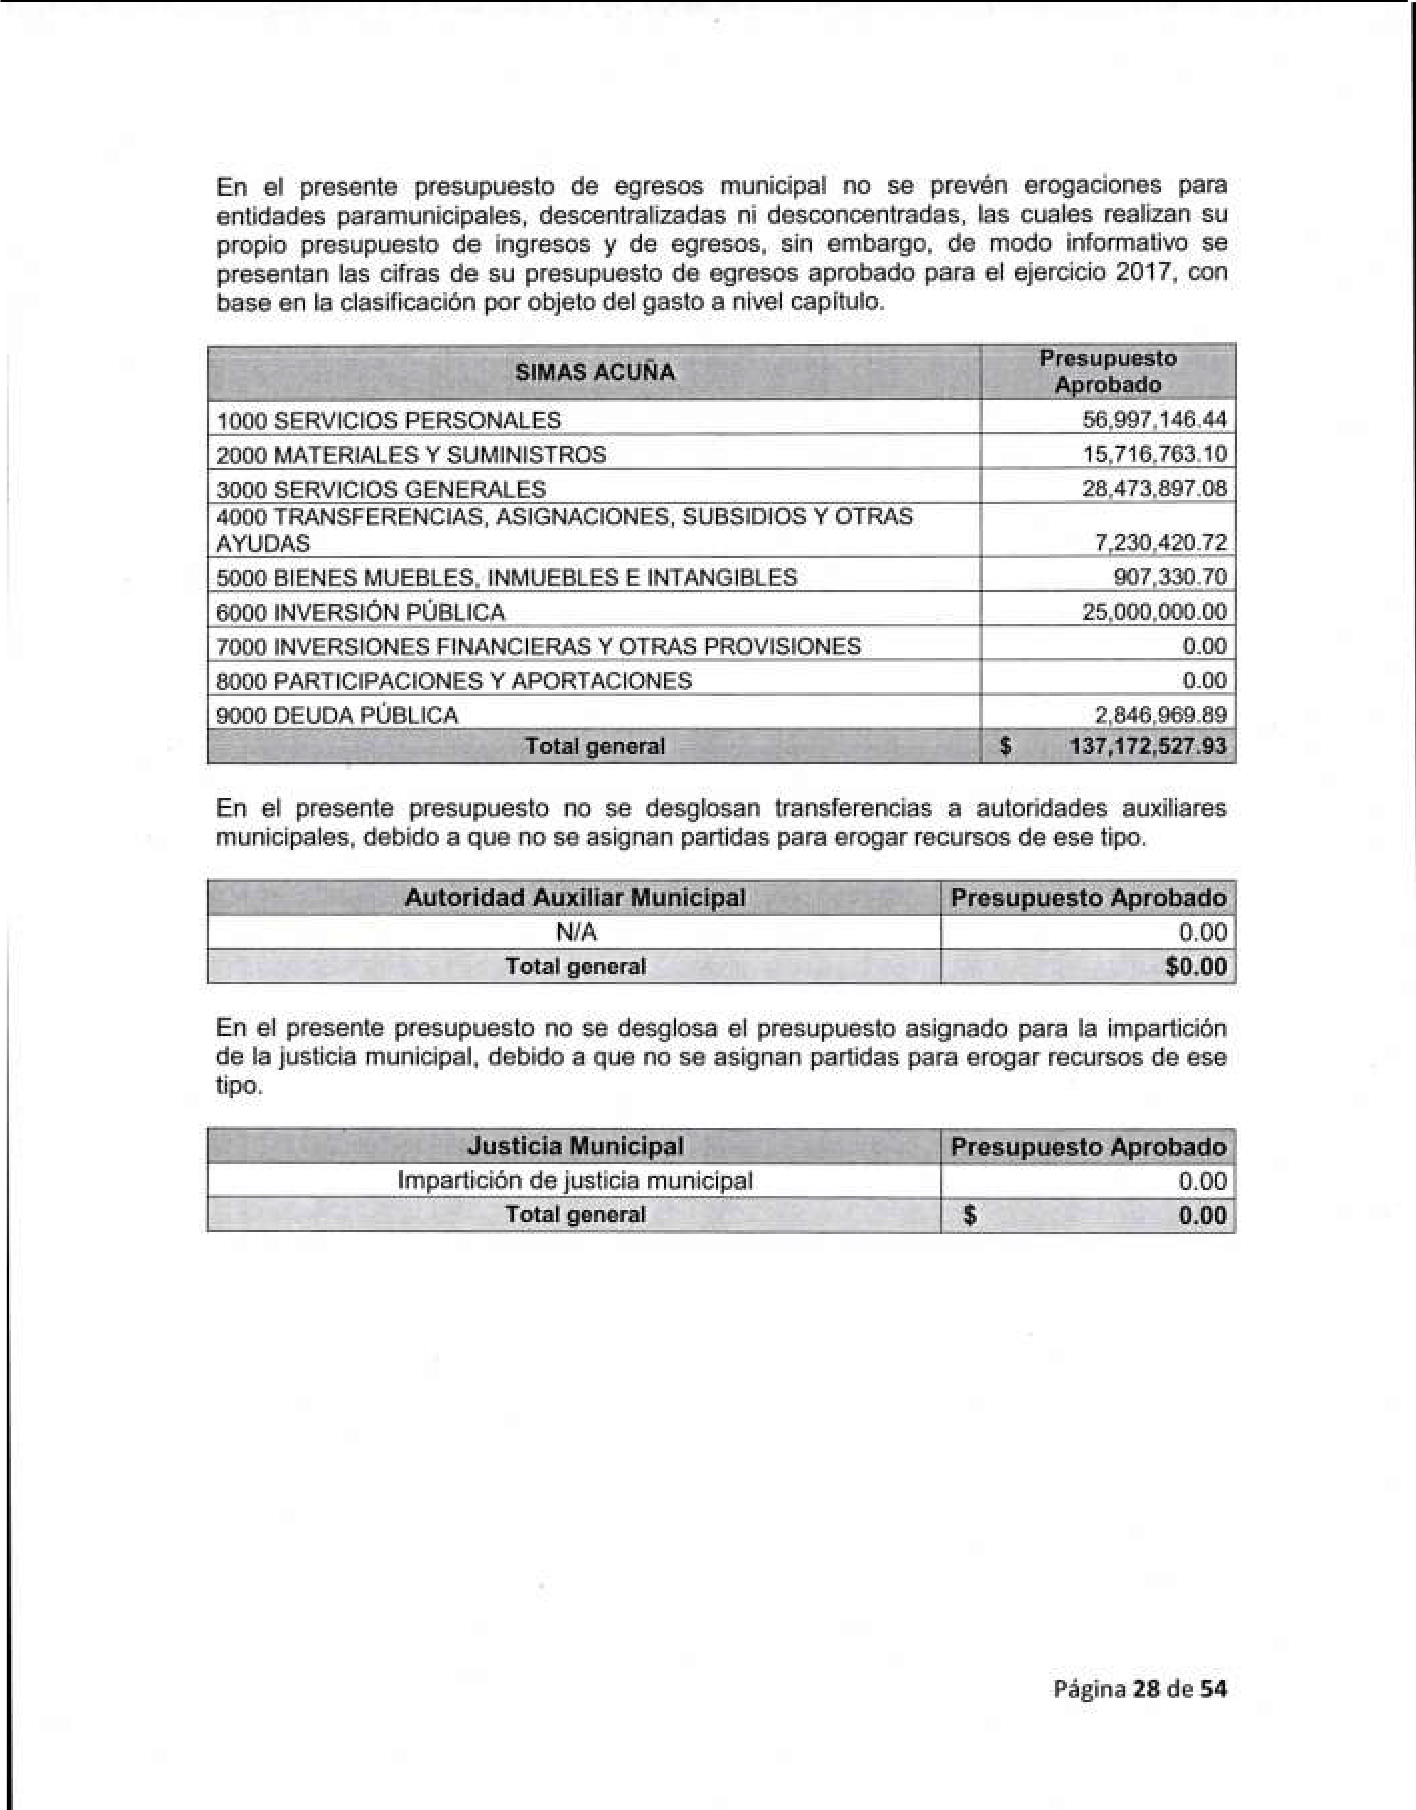 En el presente presupuesto de egresos municipal no se prevén erogaciones para
entidades paramunicipales, descentralizadas ni desconcentradas, las cuales realizan su
propio presupuesto de ingresos y de egresos, sin embargo, de modo informativo se
presentan las cifras de su presupuesto de egresos aprobado para el ejercicio 2017, con
base en la clasificación por objeto del gasto a nivel capítulo.
SIMAS ACUÑA Presupuesto Aprobado
1000 SERVICIOS PERSONALES 56,997,146.44
2000 MATERIALES Y SUMINISTROS 15,716,763.10
3000 SERVICIOS GENERALES 28,473,897.08
4000 TRANSFERENCIAS, ASIGNACIONES, SUBSIDIOS Y OTRAS
AYUDAS 7,230,420.72
5000 BIENES MUEBLES, INMUEBLES E INTANGIBLES 907,330.70
6000 INVERSIÓN PÚBLICA 25,000,000.00
7000 INVERSIONES FINANCIERAS Y OTRAS PROVISIONES 0.00
8000 PARTICIPACIONES Y APORTACIONES 0.00
9000 DEUDA PÚBLICA 2,846,969.89
Total general $ 137,172,527.93
En el presente presupuesto no se desglosan transferencias a autoridades auxiliares
municipales, debido a que no se asignan partidas para erogar recursos de ese tipo.
Autoridad Auxiliar Municipal Presupuesto Aprobado
N/A 0.00
Total general $0.00
En el presente presupuesto no se desglosa el presupuesto asignado para la impartición
de la justicia municipal, debido a que no se asignan partidas para erogar recursos de ese
tipo.
Justicia Municipal Presupuesto Aprobado
Impartición de justicia municipal 0.00
Total general $ 0.00
Página 28 de 54